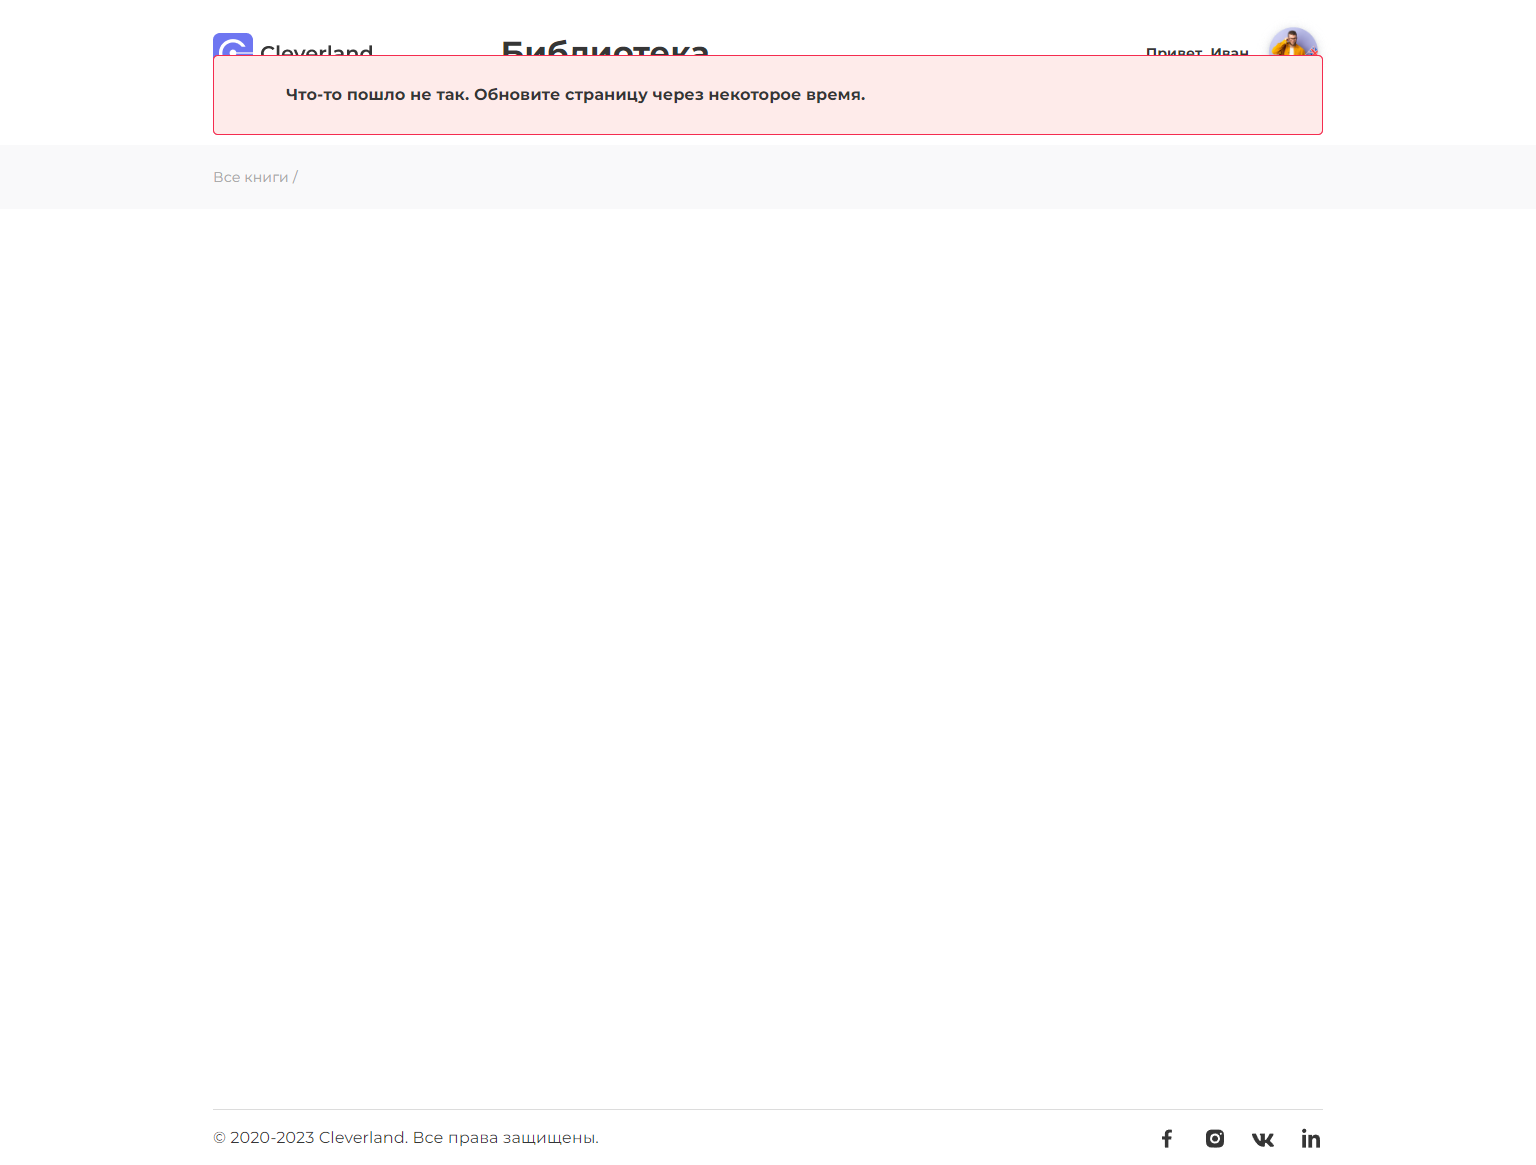 Cleverland
Библиотека
Привет, Иван
Что-то пошло не так. Обновите страницу через некоторое время.
Все книги /
© 2020-2023 Cleverland. Все права защищены.